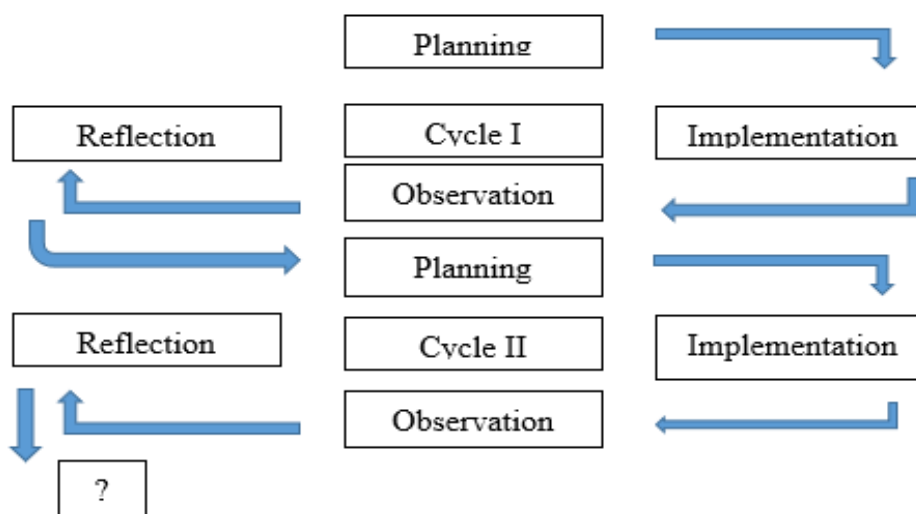 Planning
Reflection
Cycle I
Implementation
Observation
Planning
Reflection
Cycle II
Implementation
Observation
?